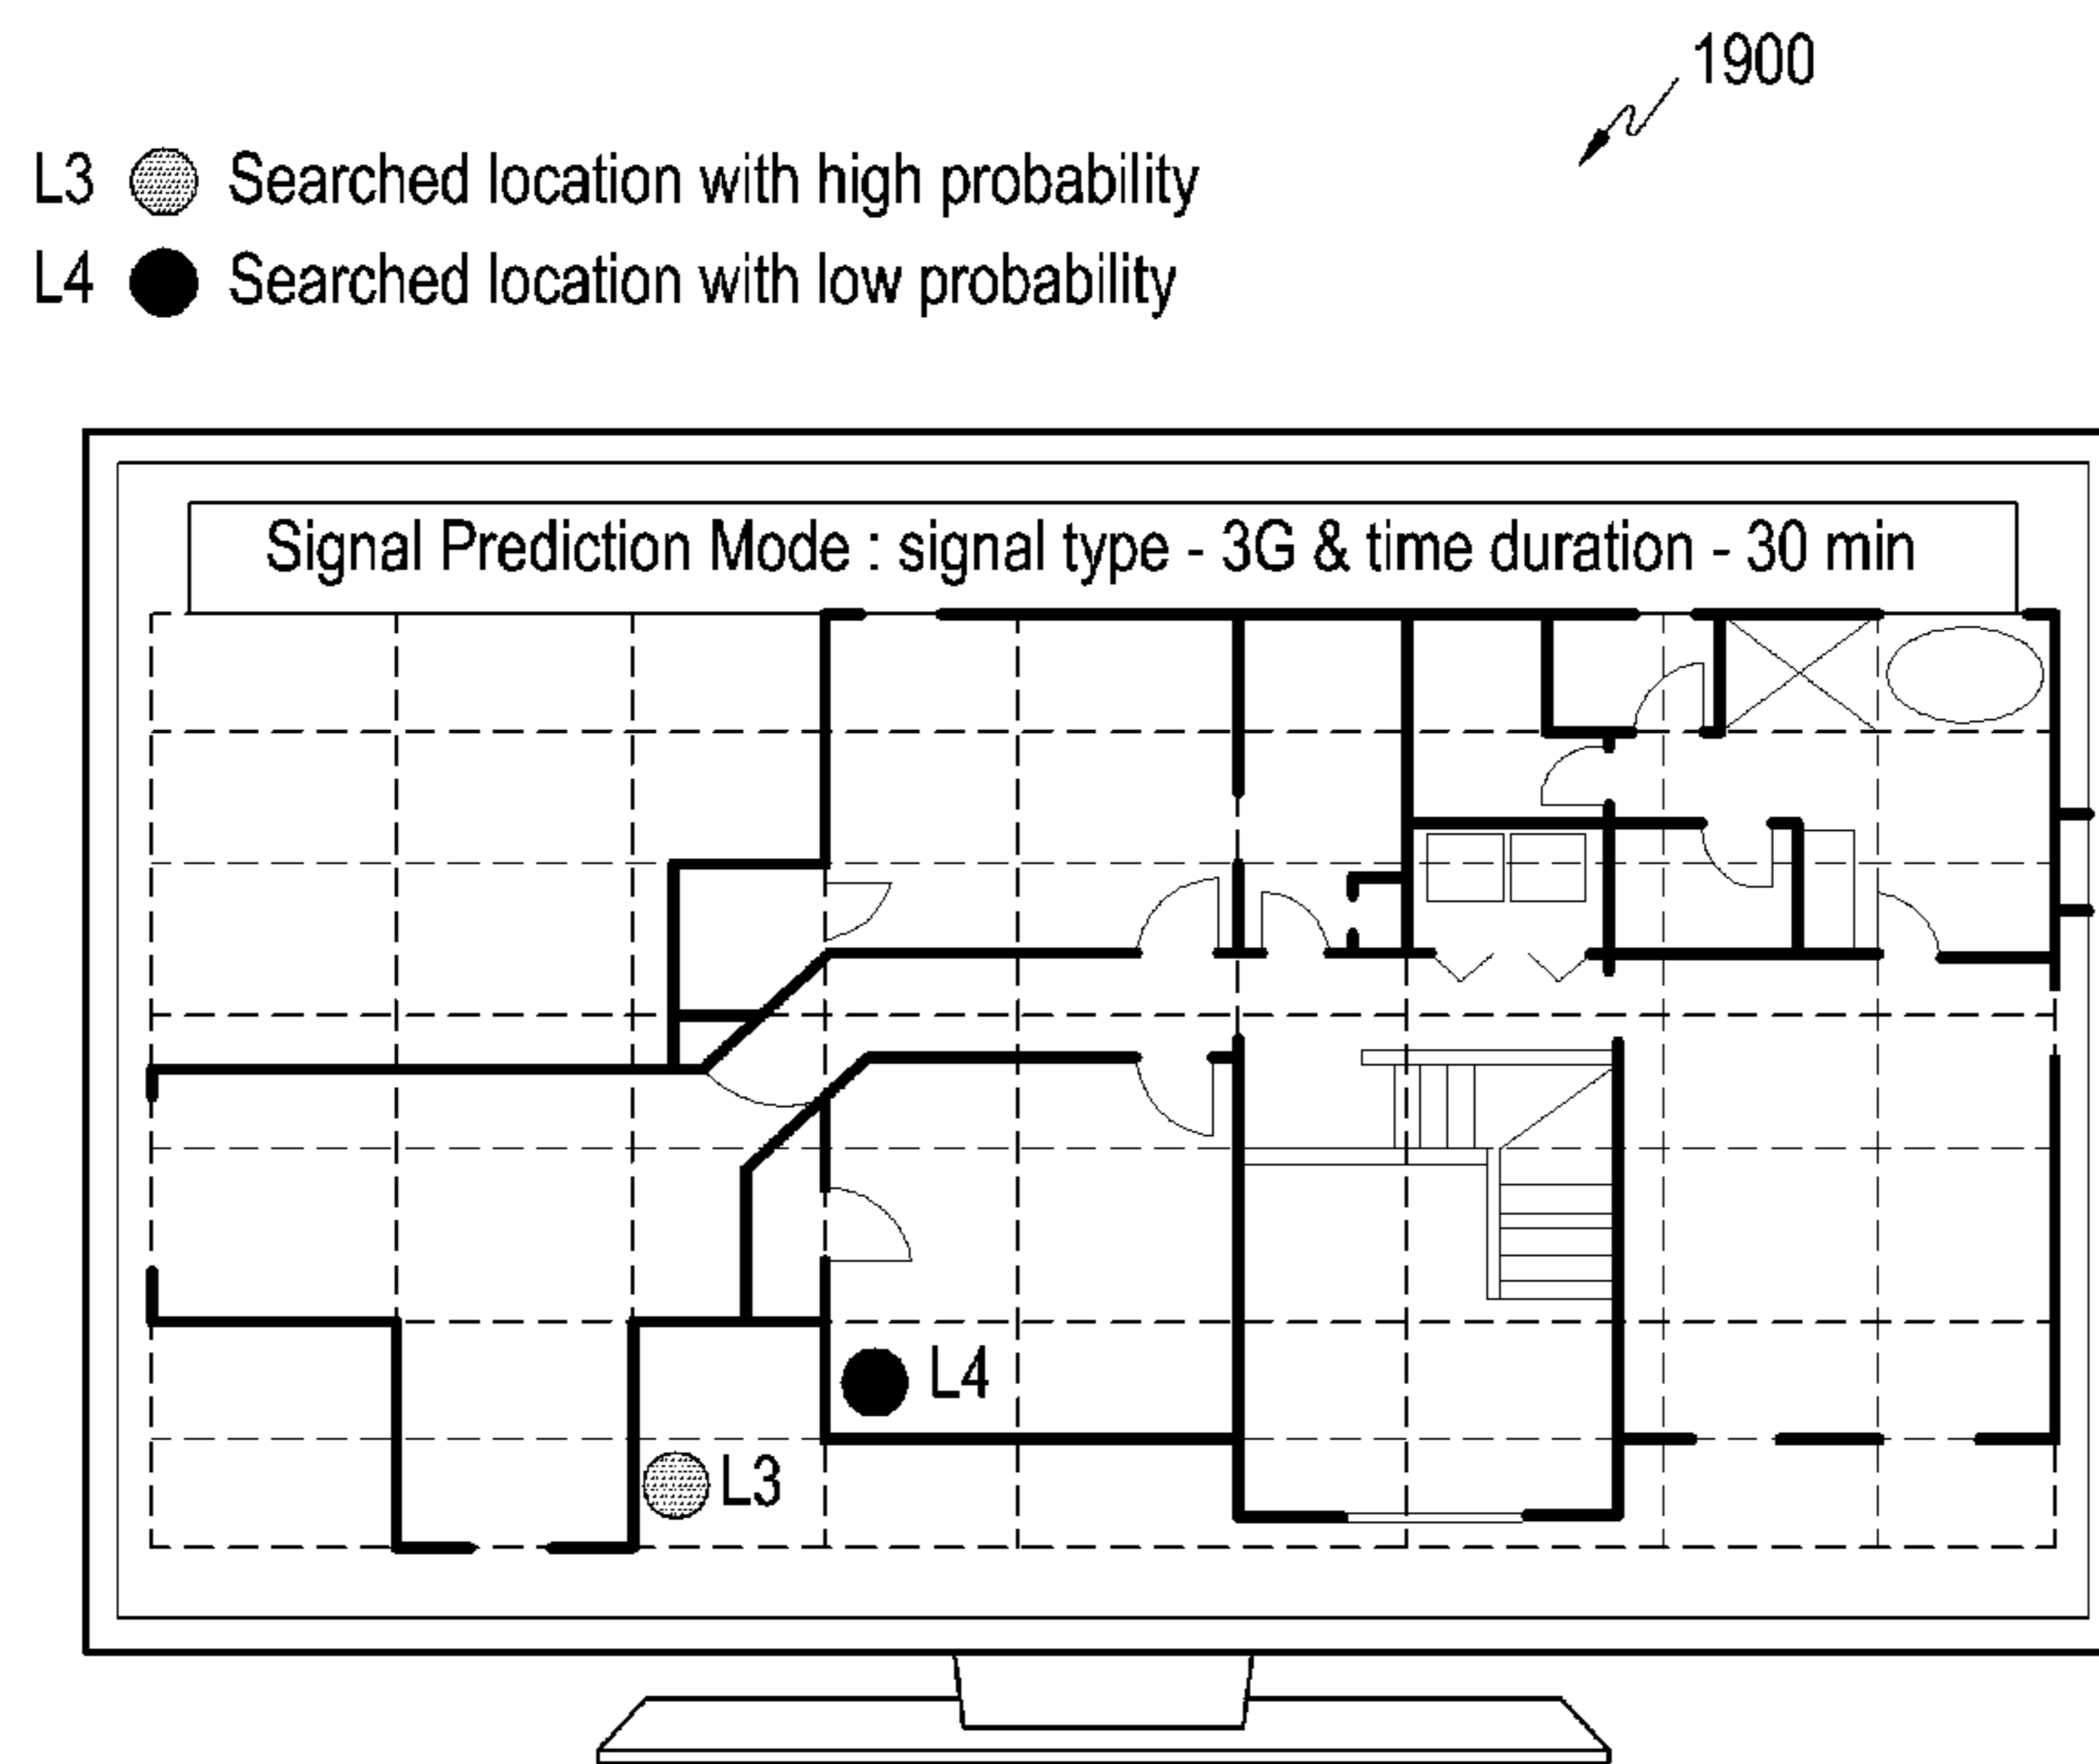 1900
L3 Searched location with high probability
L4 Searched location with low probability
Signal Prediction Mode : signal type - 3G & time duration - 30 min
L4
L3